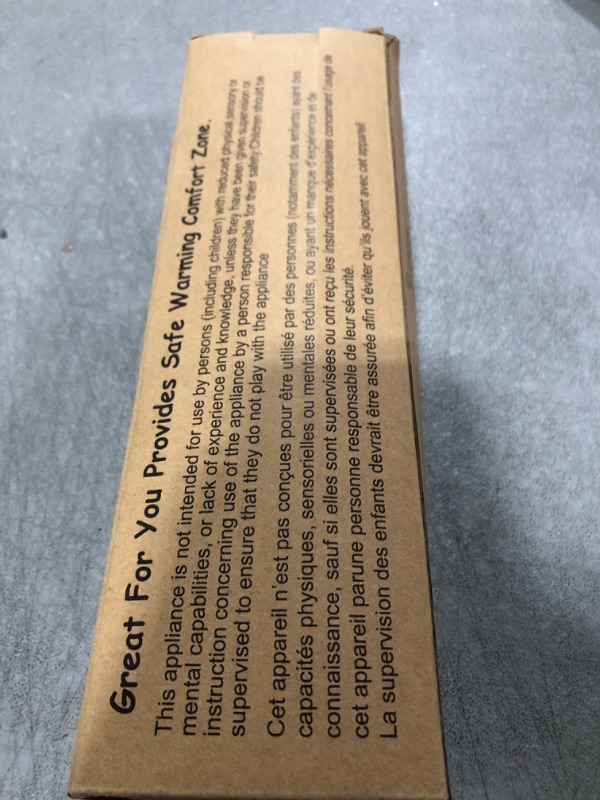 Great For You Provides Safe Warming Comfort Zone.
This appliance is not intended for use by persons (including children) with reduced physical, sensory or
mental capabilities, or lack of experience and knowledge, unless they have been given supervision or
instruction concerning use of the appliance by a person responsible for their safety Children should be
supervised to ensure that they do not play with the appliance
Cet appareil n'est pas conçues pour être utilisé par des personnes (notamment des enfants) ayant des
capacités physiques, sensorielles ou mentales réduites, ou ayant un manque d'expérience et de
connaissance, sauf si elles sont supervisées ou ont reçu les instructions nécessaires concernant l'usage de
cet appareil parune personne responsable de leur sécurité.
La supervision des enfants devrait être assurée afin d'éviter qu'ils jouent avec cet appareil